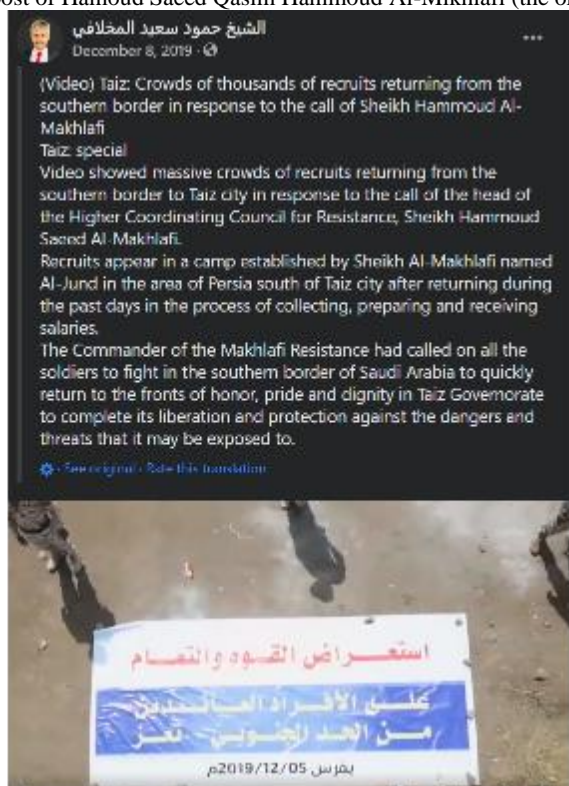 ost of Hamoud Saeed Qasim Hammoud Al-Mikhlafi (the o
الشيخ حمود سعيد المخلافي
December 8, 2019 ·
(Video) Taiz: Crowds of thousands of recruits returning from the
southern border in response to the call of Sheikh Hammoud Al-
Makhlafi
Taiz: special
Video showed massive crowds of recruits returning from the
southern border to Taiz city in response to the call of the head of
the Higher Coordinating Council for Resistance, Sheikh Hammoud
Saeed Al-Makhlafi.
Recruits appear in a camp established by Sheikh Al-Makhlafi named
Al-Jund in the area of Persia south of Taiz city after returning during
the past days in the process of collecting, preparing and receiving
salaries.
The Commander of the Makhlafi Resistance had called on all the
soldiers to fight in the southern border of Saudi Arabia to quickly
return to the fronts of honor, pride and dignity in Taiz Governorate
to complete its liberation and protection against the dangers and
threats that it may be exposed to.
· See original · Rate this translation
استعراض القوه والتمام
على الأفراد العائدين
من الحد الجنوبي - تعز
يفرس 2019/12/05م